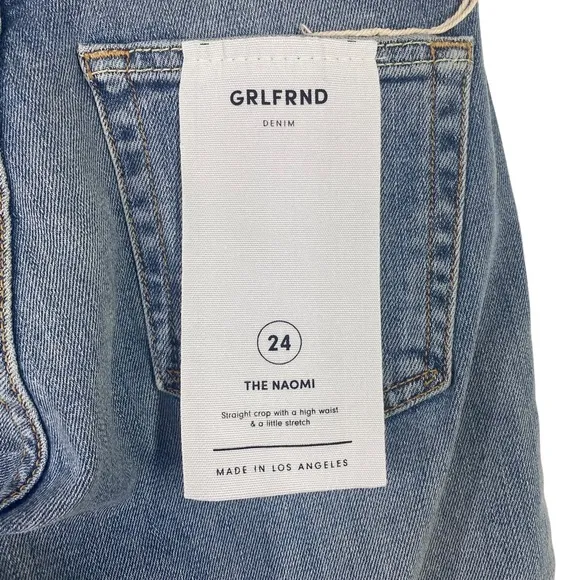 GRLFRND
DENIM
24
THE NAOMI
Straight crop with a high waist
& a little stretch
MADE IN LOS ANGELES